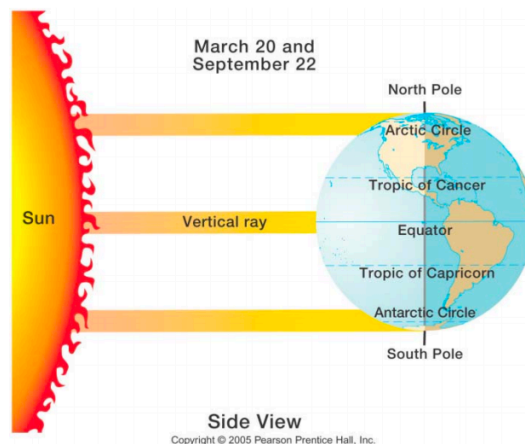 March 20 and
September 22
North Pole
Arctic Circle
Tropic of Cancer
Sun
Vertical ray
Equator
Tropic of Capricorn
Antarctic Circle
South Pole
Side View
Copyright © 2005 Pearson Prentice Hall, Inc.